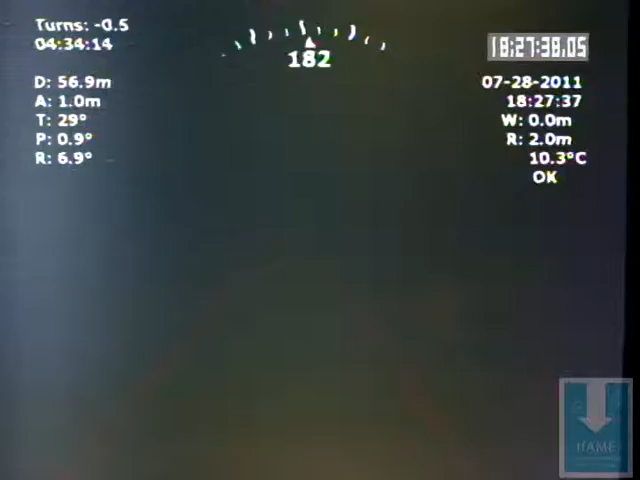 Turns: -0.5
04:34:14
182
18:27:38.05
D: 56.9m
A: 1.0m
T: 29°
P: 0.9°
R: 6.9°
07-28-2011
18:27:37
W: 0.0m
R: 2.0m
10.3°C
OK